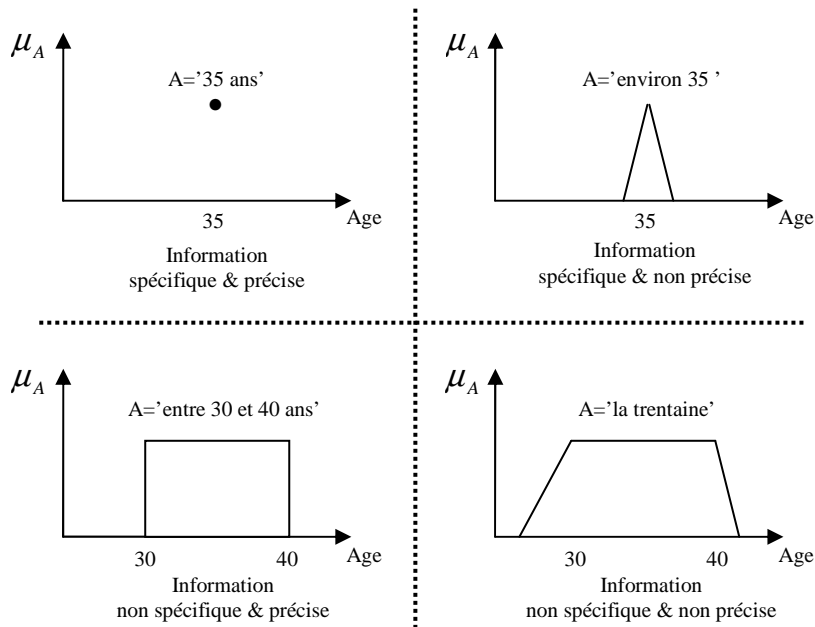 μA
A='35 ans'
35
Age
Information
spécifique & précise
μA
A='environ 35 '
35
Age
Information
spécifique & non précise
μA
A='entre 30 et 40 ans'
30
40
Age
Information
non spécifique & précise
μA
A='la trentaine'
30
40
Age
Information
non spécifique & non précise